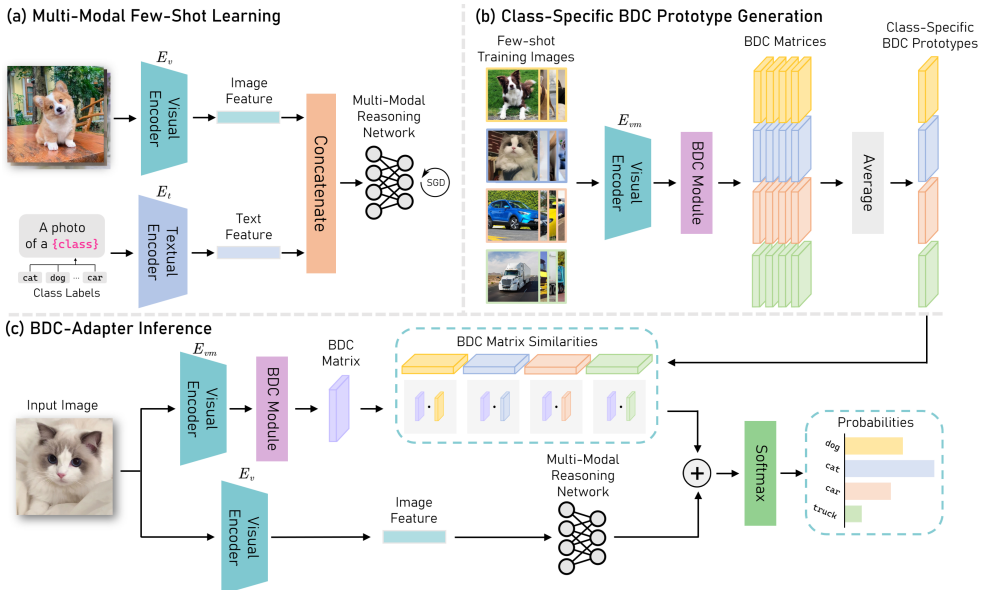 (a) Multi-Modal Few-Shot Learning
E_v
Visual
Encoder
Image
Feature
Multi-Modal
Reasoning
Network
SGD
Concatenate
E_t
Textual
Encoder
Text
Feature
A photo
of a {class}
cat dog ... car
Class Labels
(b) Class-Specific BDC Prototype Generation
Few-shot
Training Images
E_vm
Visual
Encoder
BDC Module
BDC Matrices
Average
Class-Specific
BDC Prototypes
(c) BDC-Adapter Inference
Input Image
E_vm
Visual
Encoder
BDC Module
BDC
Matrix
BDC Matrix Similarities
E_v
Visual
Encoder
Image
Feature
Multi-Modal
Reasoning
Network
+
Softmax
Probabilities
dog
cat
car
truck